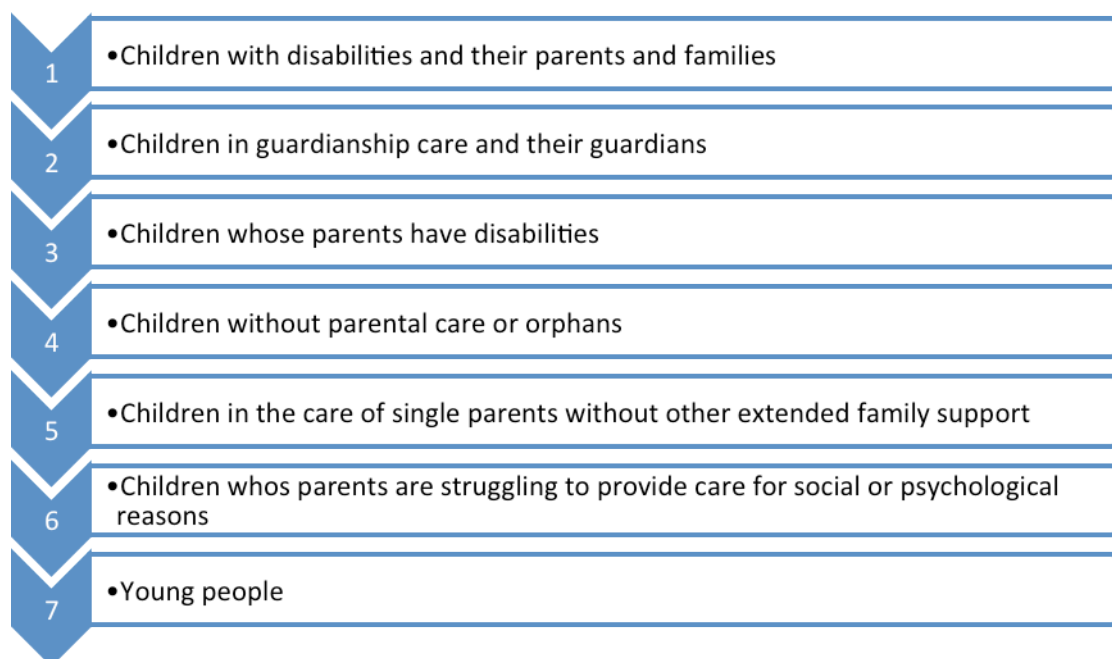 1
•Children with disabilities and their parents and families
2
•Children in guardianship care and their guardians
3
•Children whose parents have disabilities
4
•Children without parental care or orphans
5
•Children in the care of single parents without other extended family support
6
•Children whos parents are struggling to provide care for social or psychological
reasons
7
•Young people